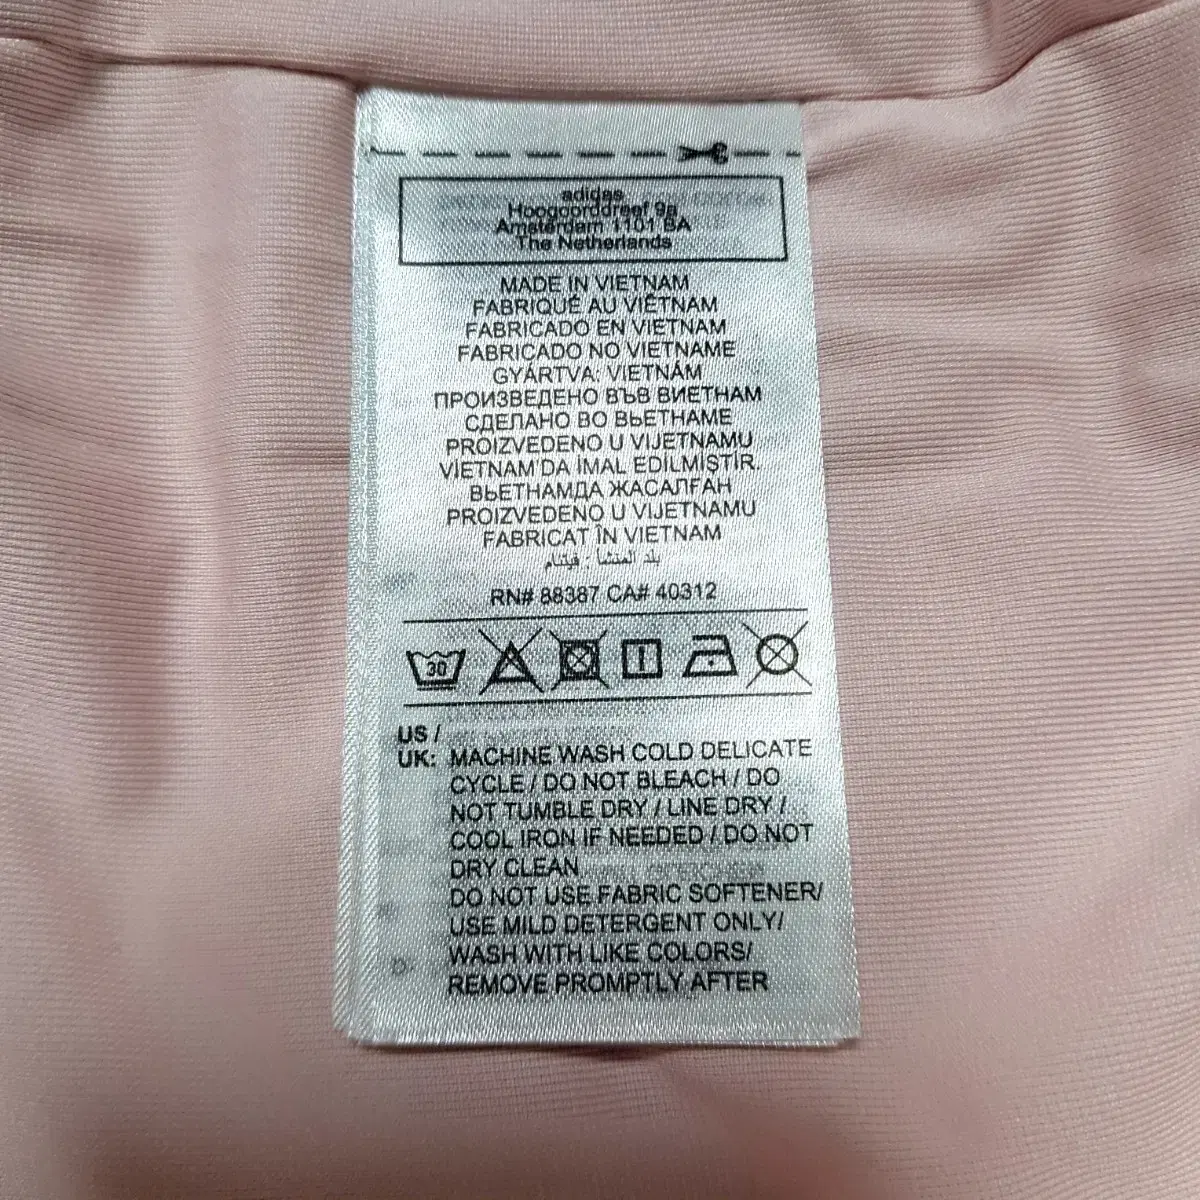 adidas
Hoogoorddreef 9a
Amsterdam 1101 BA
The Netherlands
MADE IN VIETNAM
FABRIQUÉ AU VIÊTNAM
FABRICADO EN VIETNAM
FABRICADO NO VIETNAME
GYÁRTVA: VIETNÁM
ПРОИЗВЕДЕНО ВЪВ ВИЕТНАМ
СДЕЛАНО ВО ВЬЕТНАМЕ
PROIZVEDENO U VIJETNAMU
VİETNAM'DA İMAL EDİLMİŞTİR.
ВЬЕТНАМДА ЖАСАЛҒАН
PROIZVEDENO U VIJETNAMU
FABRICAT ÎN VIETNAM
بلد المنشأ : فيتنام
RN# 88387 CA# 40312
30
US /
UK: MACHINE WASH COLD DELICATE
CYCLE / DO NOT BLEACH / DO
NOT TUMBLE DRY / LINE DRY /
COOL IRON IF NEEDED / DO NOT
DRY CLEAN
DO NOT USE FABRIC SOFTENER/
USE MILD DETERGENT ONLY/
WASH WITH LIKE COLORS/
REMOVE PROMPTLY AFTER